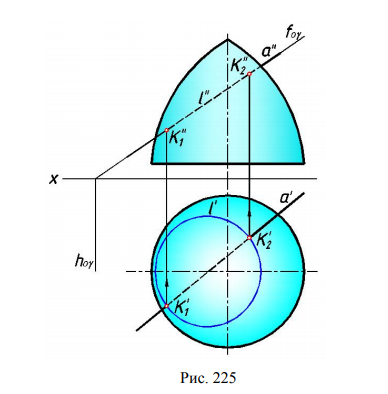 f₀γ
a″
K₂″
l″
K₁″
x
a′
l′
K₂′
h₀γ
K₁′
Рис. 225